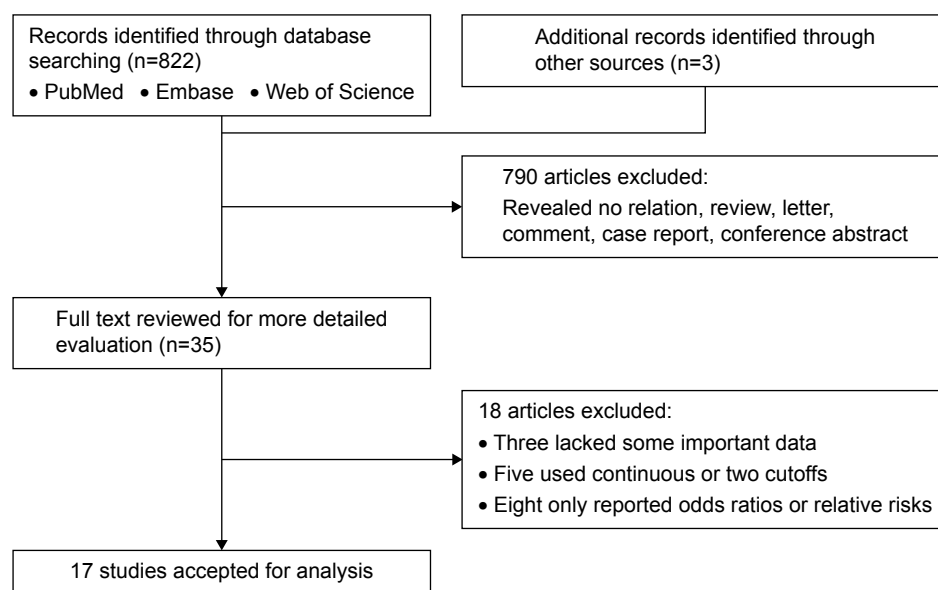 Records identified through database
searching (n=822)
• PubMed • Embase • Web of Science
Additional records identified through
other sources (n=3)
790 articles excluded:
Revealed no relation, review, letter,
comment, case report, conference abstract
Full text reviewed for more detailed
evaluation (n=35)
18 articles excluded:
• Three lacked some important data
• Five used continuous or two cutoffs
• Eight only reported odds ratios or relative risks
17 studies accepted for analysis